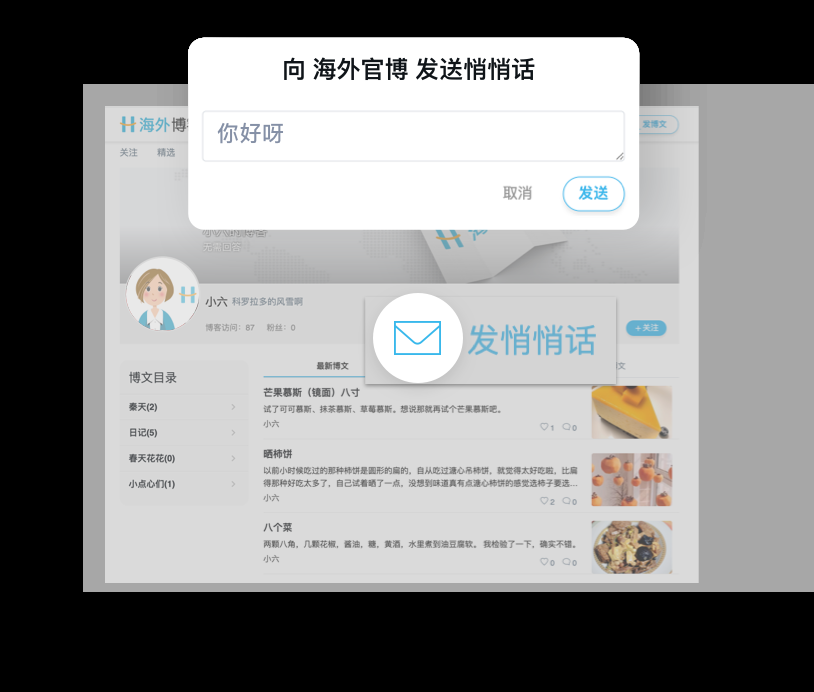 向 海外官博 发送悄悄话
你好呀
取消
发送
海外博客
发博文
关注 精选
小六 科罗拉多的风雪啊
博客访问: 87 粉丝: 0
+ 关注
发悄悄话
博文目录
秦天(2)
日记(5)
春天花花(0)
小点心们(1)
最新博文
芒果慕斯（镜面）八寸
试了可可慕斯、抹茶慕斯、草莓慕斯。想说那就再试个芒果慕斯吧。
小六
1 0
晒柿饼
以前小时候吃过的那种柿饼是圆形的扁的，自从吃过溏心吊柿饼，就觉得太好吃啦，比扁
得那种好吃太多了，自己试着晒了一点，没想到味道真有点溏心柿饼的感觉选柿子要选...
小六
2 0
八个菜
两颗八角，几颗花椒，酱油，糖，黄酒，水里煮到油豆腐软。 我检验了一下，确实不错。
小六
0 0